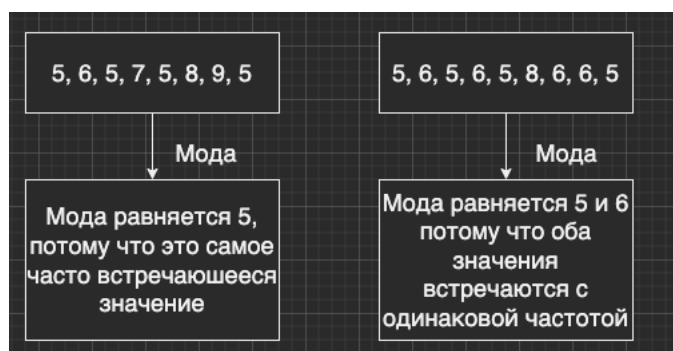 5, 6, 5, 7, 5, 8, 9, 5
Мода
Мода равняется 5,
потому что это самое
часто встречаюшееся
значение
5, 6, 5, 6, 5, 8, 6, 6, 5
Мода
Мода равняется 5 и 6
потому что оба
значения
встречаются с
одинаковой частотой